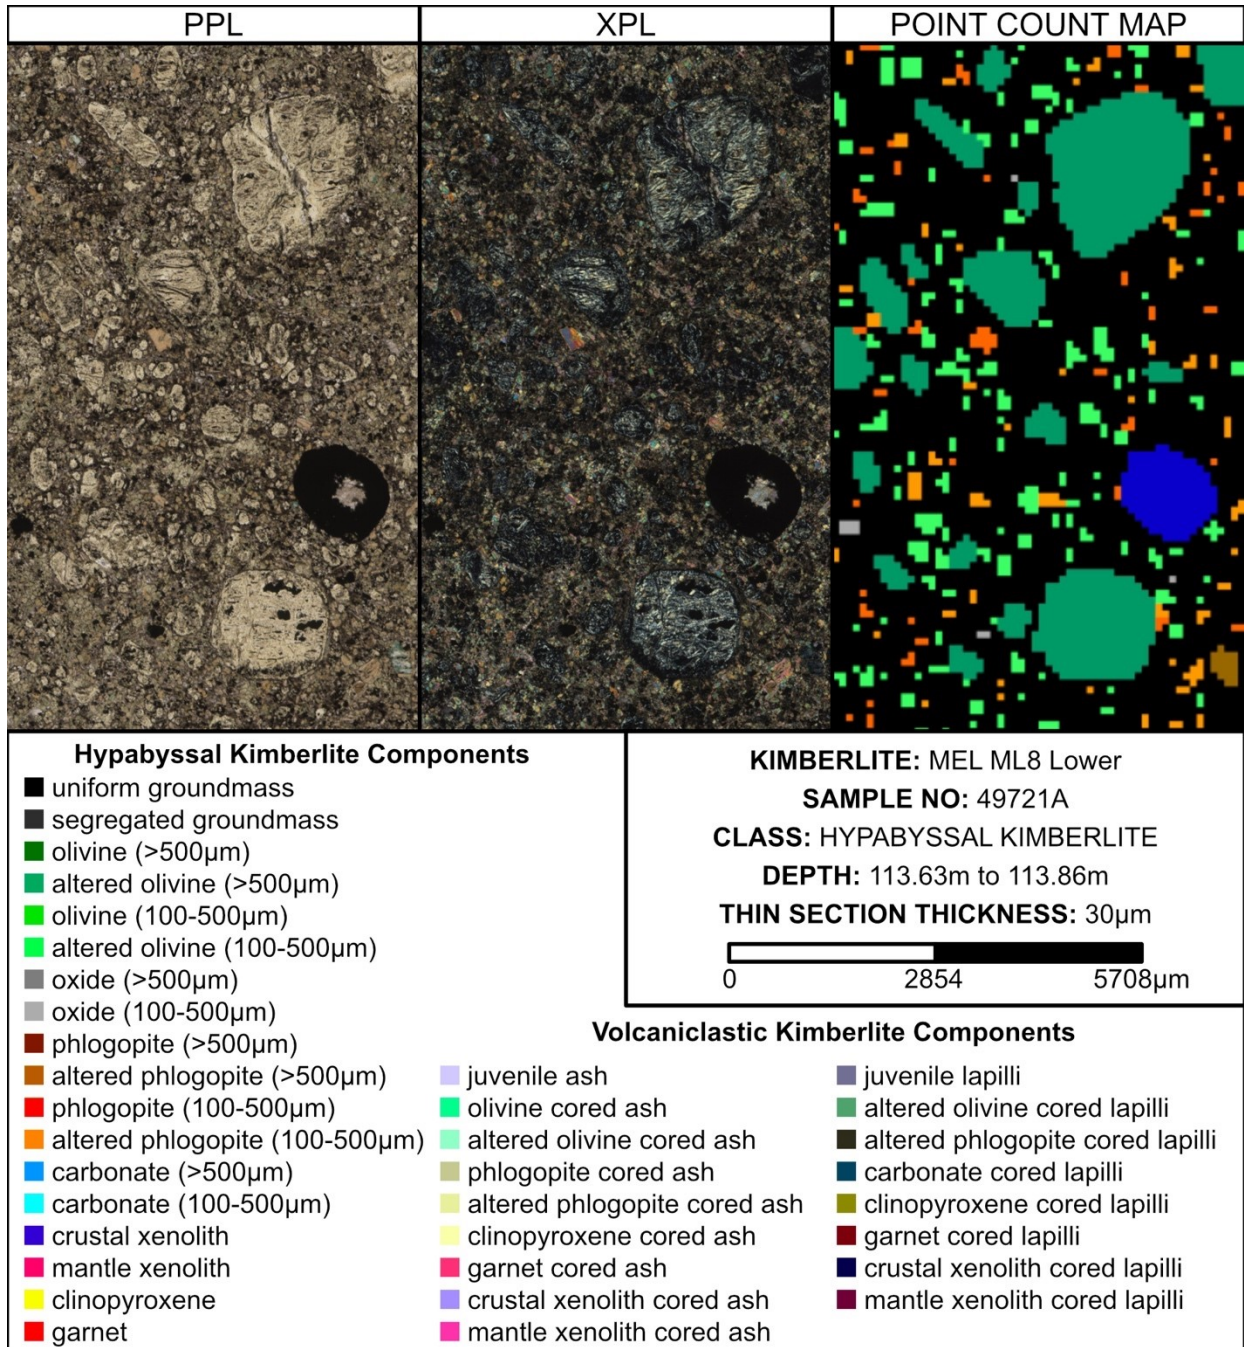 PPL
XPL
POINT COUNT MAP
Hypabyssal Kimberlite Components
uniform groundmass
segregated groundmass
olivine (>500µm)
altered olivine (>500µm)
olivine (100-500µm)
altered olivine (100-500µm)
oxide (>500µm)
oxide (100-500µm)
phlogopite (>500µm)
altered phlogopite (>500µm)
phlogopite (100-500µm)
altered phlogopite (100-500µm)
carbonate (>500µm)
carbonate (100-500µm)
crustal xenolith
mantle xenolith
clinopyroxene
garnet
KIMBERLITE: MEL ML8 Lower
SAMPLE NO: 49721A
CLASS: HYPABYSSAL KIMBERLITE
DEPTH: 113.63m to 113.86m
THIN SECTION THICKNESS: 30µm
0 2854 5708µm
Volcaniclastic Kimberlite Components
juvenile ash
olivine cored ash
altered olivine cored ash
phlogopite cored ash
altered phlogopite cored ash
clinopyroxene cored ash
garnet cored ash
crustal xenolith cored ash
mantle xenolith cored ash
juvenile lapilli
altered olivine cored lapilli
altered phlogopite cored lapilli
carbonate cored lapilli
clinopyroxene cored lapilli
garnet cored lapilli
crustal xenolith cored lapilli
mantle xenolith cored lapilli